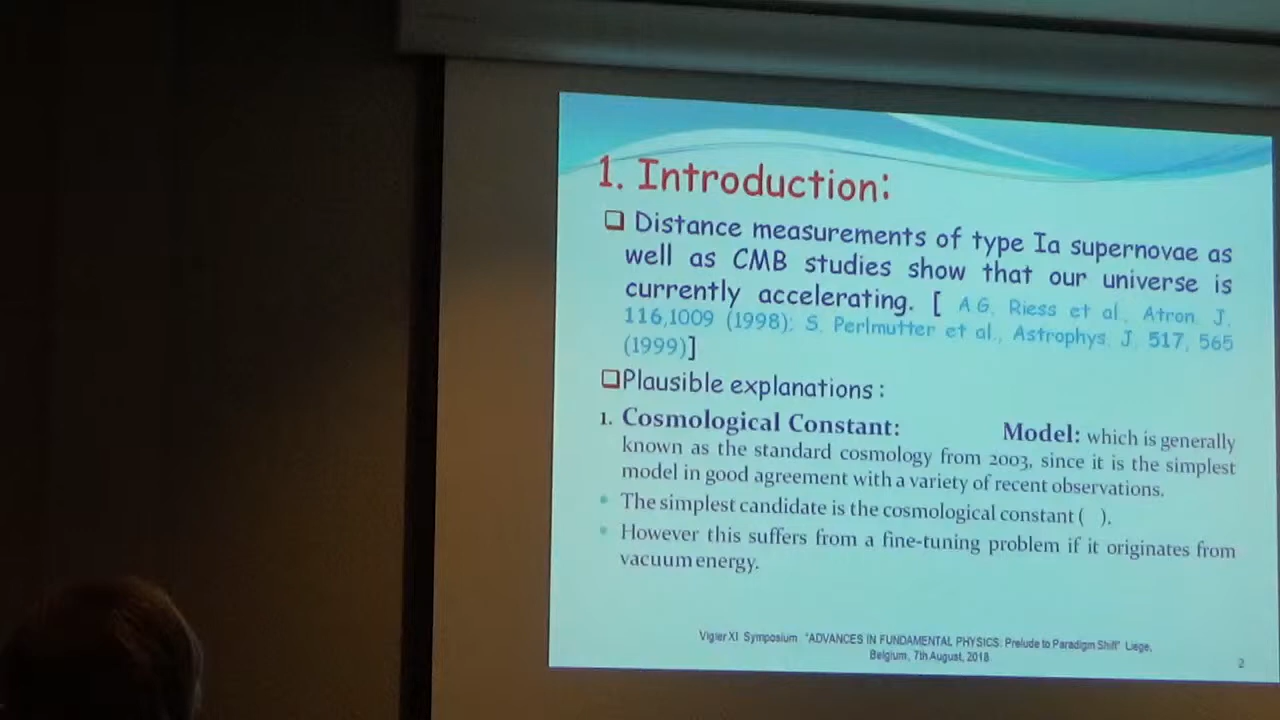 1. Introduction:
Distance measurements of type Ia supernovae as
well as CMB studies show that our universe is
currently accelerating. [ A.G. Riess et al., Atron. J.
116,1009 (1998); S. Perlmutter et al., Astrophys. J, 517, 565
(1999)]
Plausible explanations :
1. Cosmological Constant: Model: which is generally
known as the standard cosmology from 2003, since it is the simplest
model in good agreement with a variety of recent observations.
• The simplest candidate is the cosmological constant ( ).
• However this suffers from a fine-tuning problem if it originates from
vacuum energy.
Vigier XI Symposium "ADVANCES IN FUNDAMENTAL PHYSICS: Prelude to Paradigm Shift" Liege,
Belgium, 7th August, 2018
2